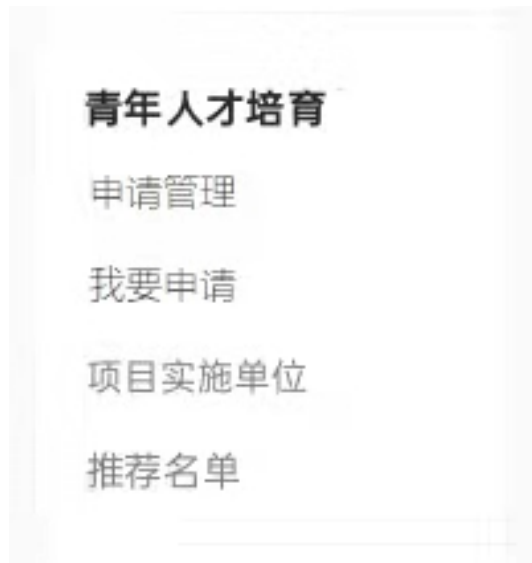 青年人才培育
申请管理
我要申请
项目实施单位
推荐名单